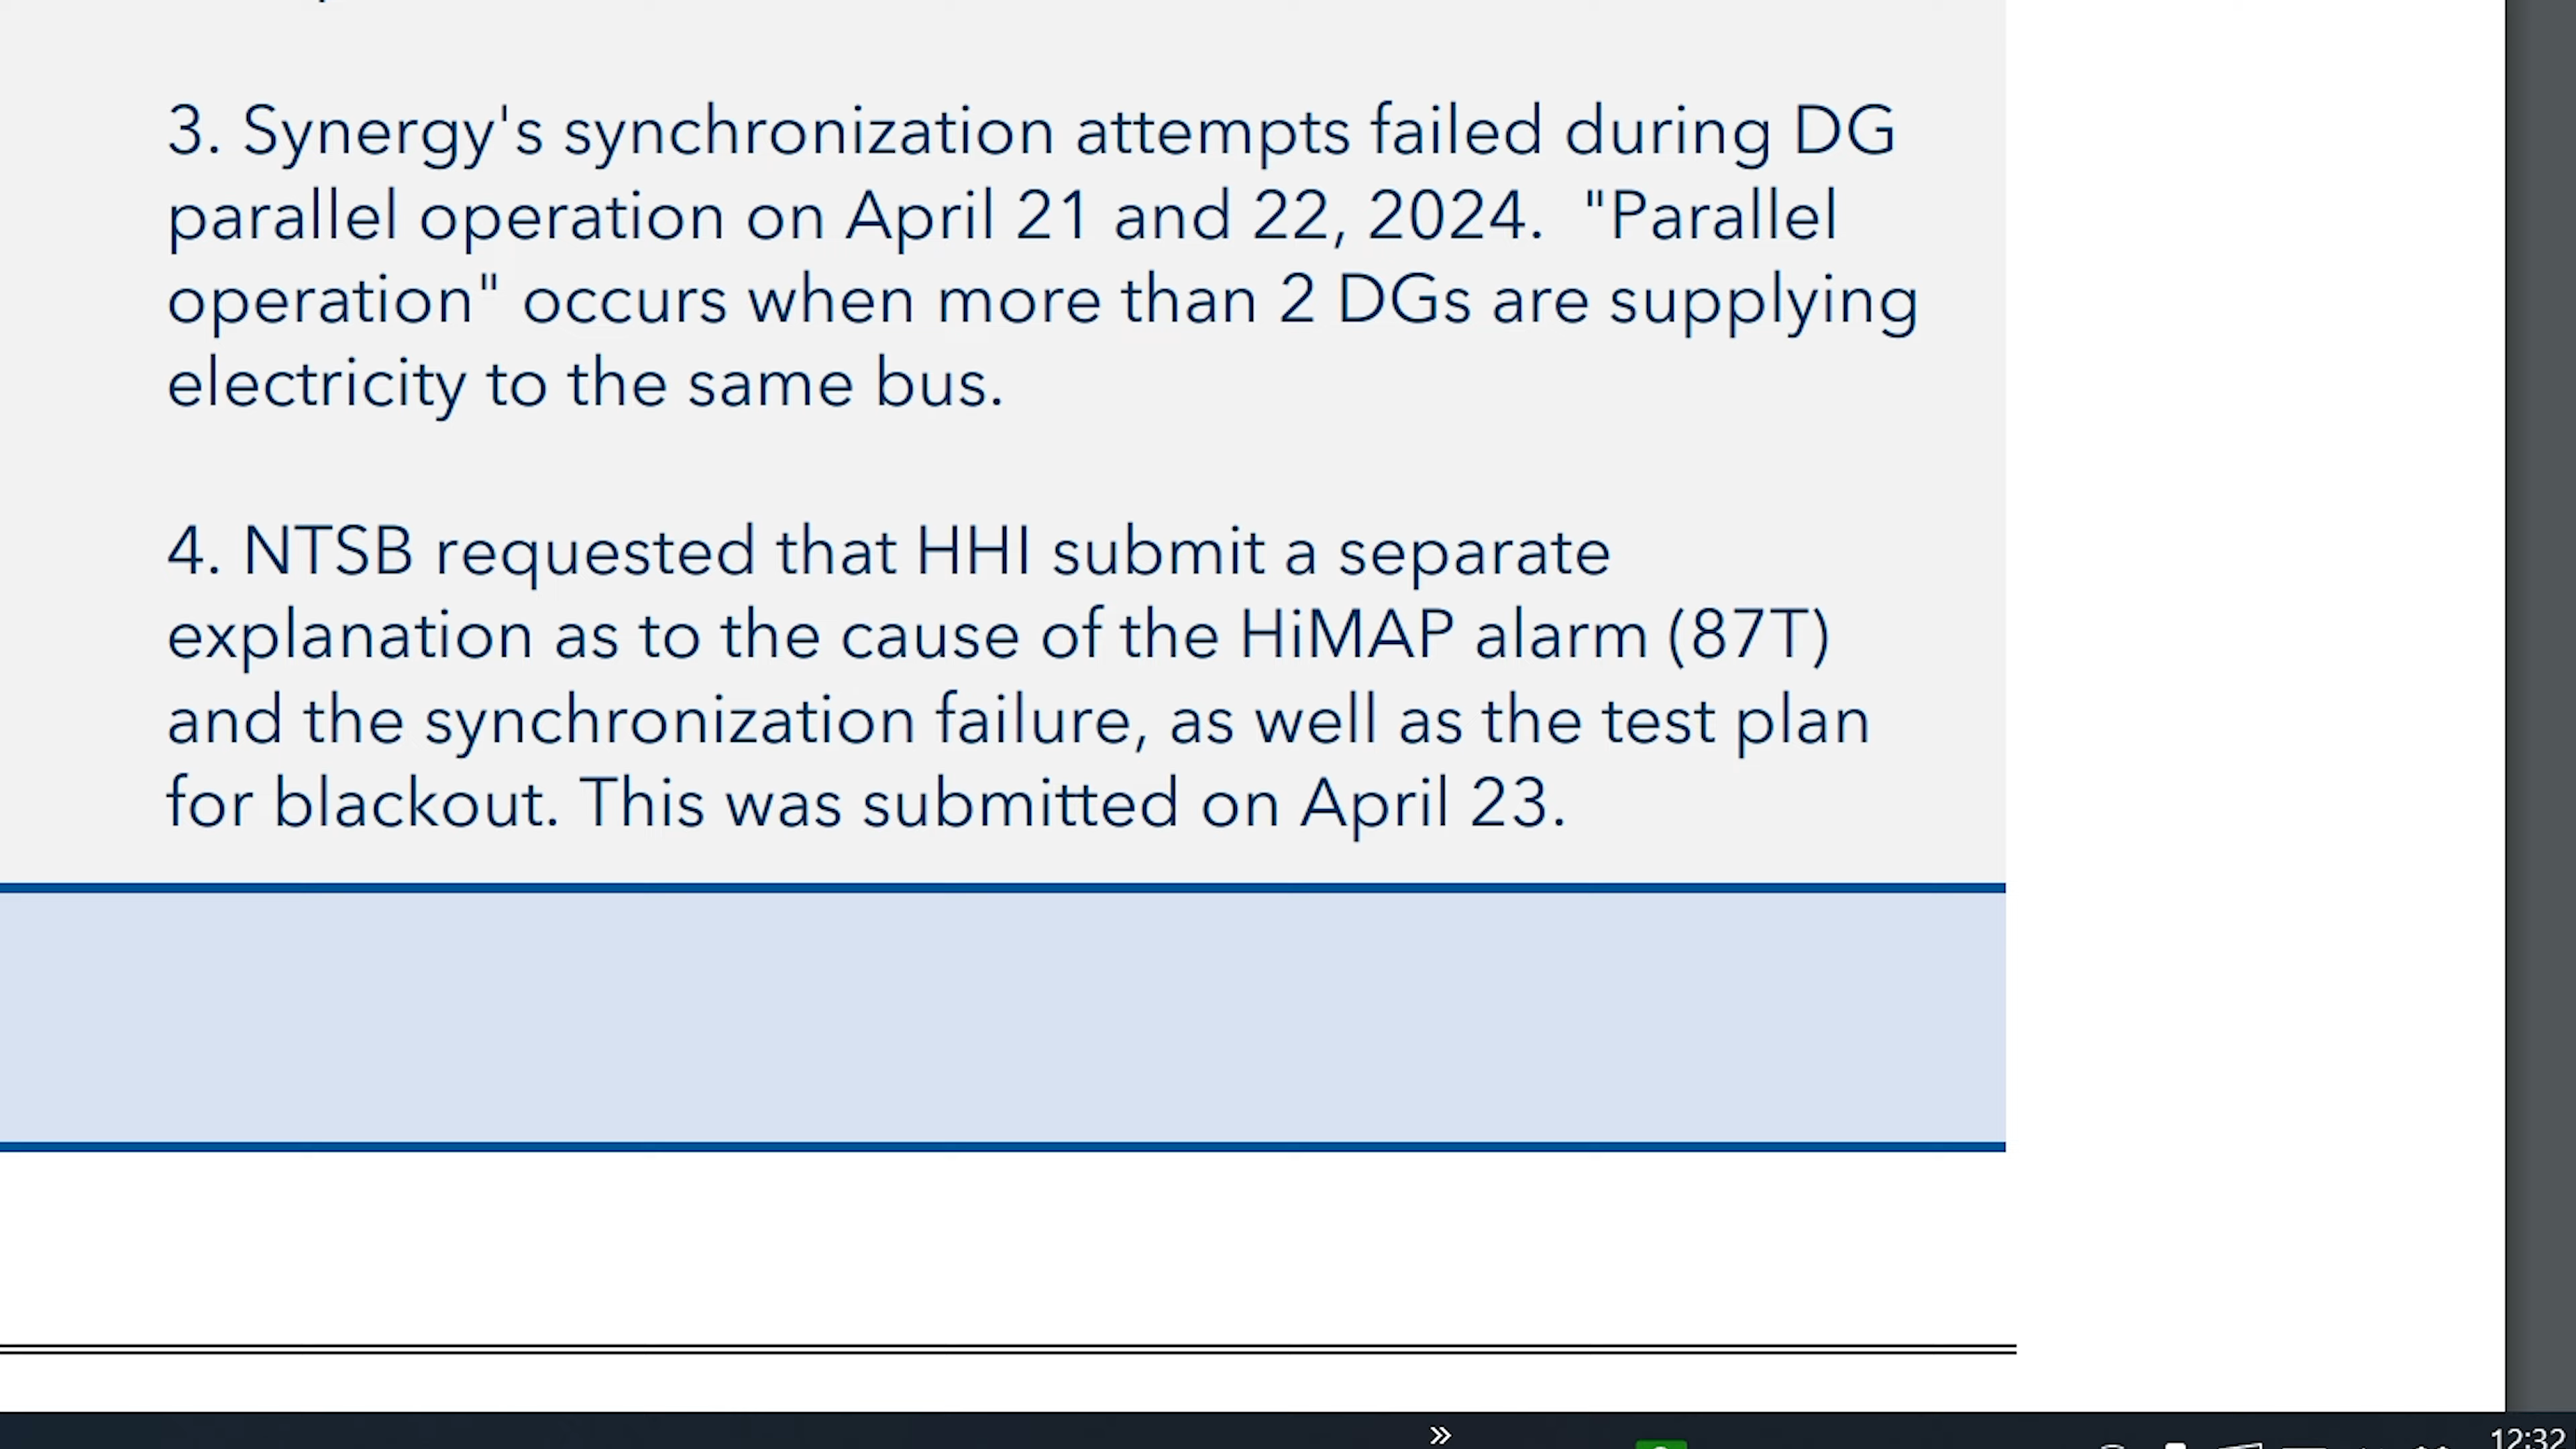 3. Synergy's synchronization attempts failed during DG
parallel operation on April 21 and 22, 2024.  "Parallel
operation" occurs when more than 2 DGs are supplying
electricity to the same bus.
4. NTSB requested that HHI submit a separate
explanation as to the cause of the HiMAP alarm (87T)
and the synchronization failure, as well as the test plan
for blackout. This was submitted on April 23.
»
12:32